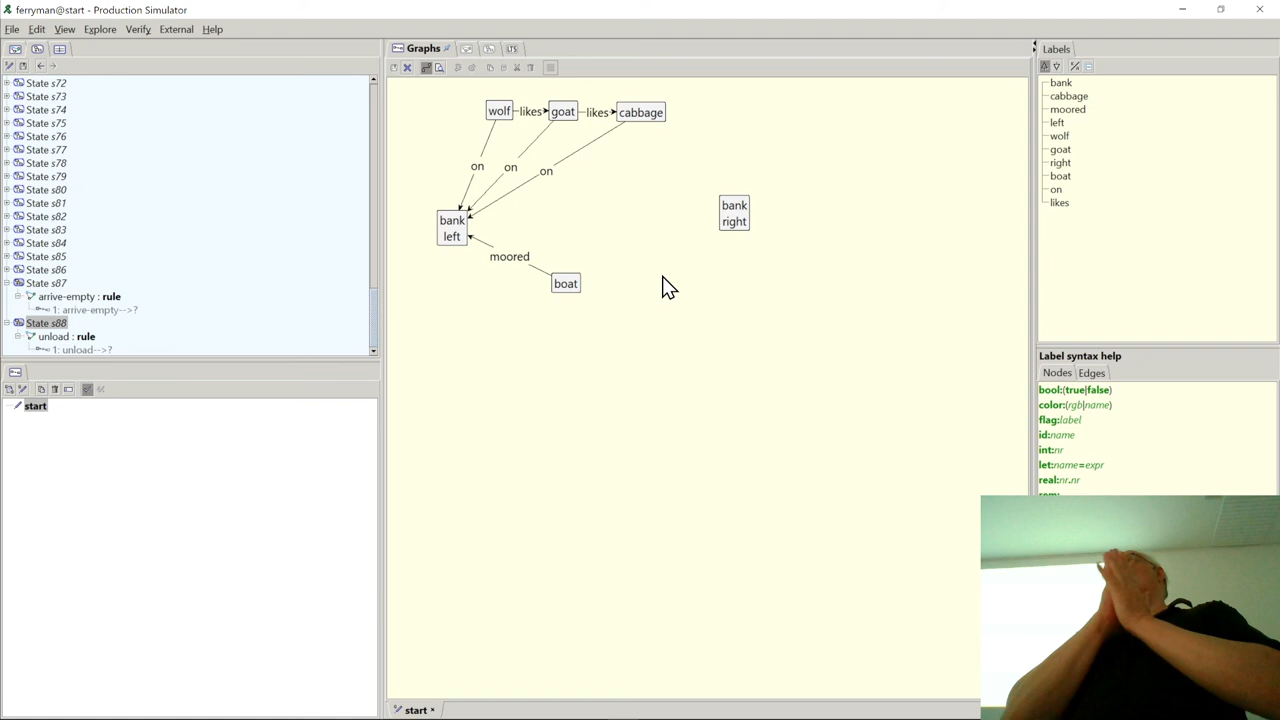 ferryman@start - Production Simulator
File Edit View Explore Verify External Help
State s72
State s73
State s74
State s75
State s76
State s77
State s78
State s79
State s80
State s81
State s82
State s83
State s84
State s85
State s86
State s87
arrive-empty : rule
1: arrive-empty-->?
State s88
unload : rule
1: unload-->?
start
Graphs
LTS
wolf likes goat likes cabbage
on on on
bank
left
bank
right
moored
boat
start ×
Labels
bank
cabbage
moored
left
wolf
goat
right
boat
on
likes
Label syntax help
Nodes Edges
bool:(true|false)
color:(rgb|name)
flag:label
id:name
int:nr
let:name=expr
real:nr.nr